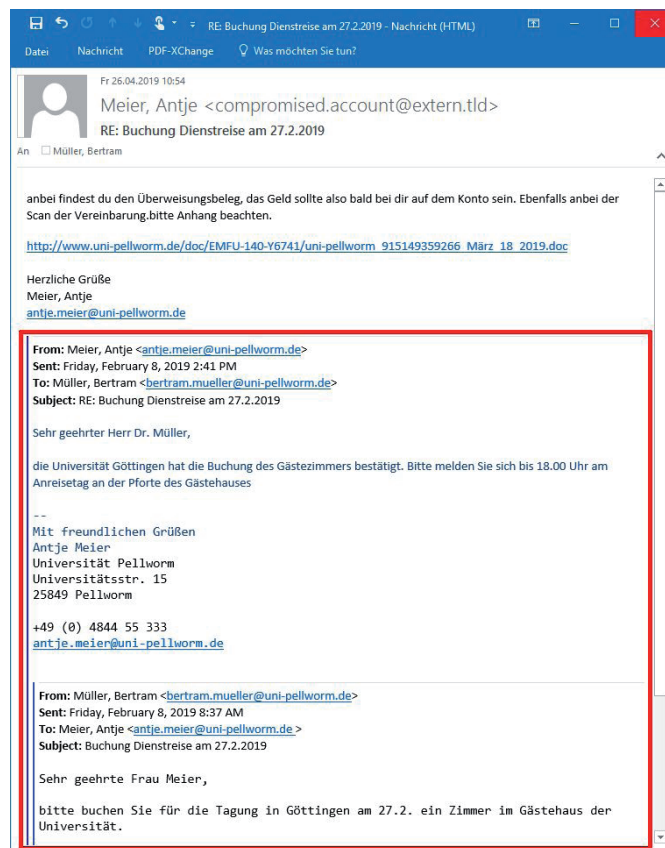 RE: Buchung Dienstreise am 27.2.2019 - Nachricht (HTML)
Datei Nachricht PDF-XChange Was möchten Sie tun?
Fr 26.04.2019 10:54
Meier, Antje <compromised.account@extern.tld>
RE: Buchung Dienstreise am 27.2.2019
An Müller, Bertram
anbei findest du den Überweisungsbeleg, das Geld sollte also bald bei dir auf dem Konto sein. Ebenfalls anbei der
Scan der Vereinbarung.bitte Anhang beachten.
http://www.uni-pellworm.de/doc/EMFU-140-Y6741/uni-pellworm_915149359266_März_18_2019.doc
Herzliche Grüße
Meier, Antje
antje.meier@uni-pellworm.de
From: Meier, Antje <antje.meier@uni-pellworm.de>
Sent: Friday, February 8, 2019 2:41 PM
To: Müller, Bertram <bertram.mueller@uni-pellworm.de>
Subject: RE: Buchung Dienstreise am 27.2.2019
Sehr geehrter Herr Dr. Müller,
die Universität Göttingen hat die Buchung des Gästezimmers bestätigt. Bitte melden Sie sich bis 18.00 Uhr am
Anreisetag an der Pforte des Gästehauses
--
Mit freundlichen Grüßen
Antje Meier
Universität Pellworm
Universitätsstr. 15
25849 Pellworm
+49 (0) 4844 55 333
antje.meier@uni-pellworm.de
From: Müller, Bertram <bertram.mueller@uni-pellworm.de>
Sent: Friday, February 8, 2019 8:37 AM
To: Meier, Antje <antje.meier@uni-pellworm.de >
Subject: Buchung Dienstreise am 27.2.2019
Sehr geehrte Frau Meier,
bitte buchen Sie für die Tagung in Göttingen am 27.2. ein Zimmer im Gästehaus der
Universität.